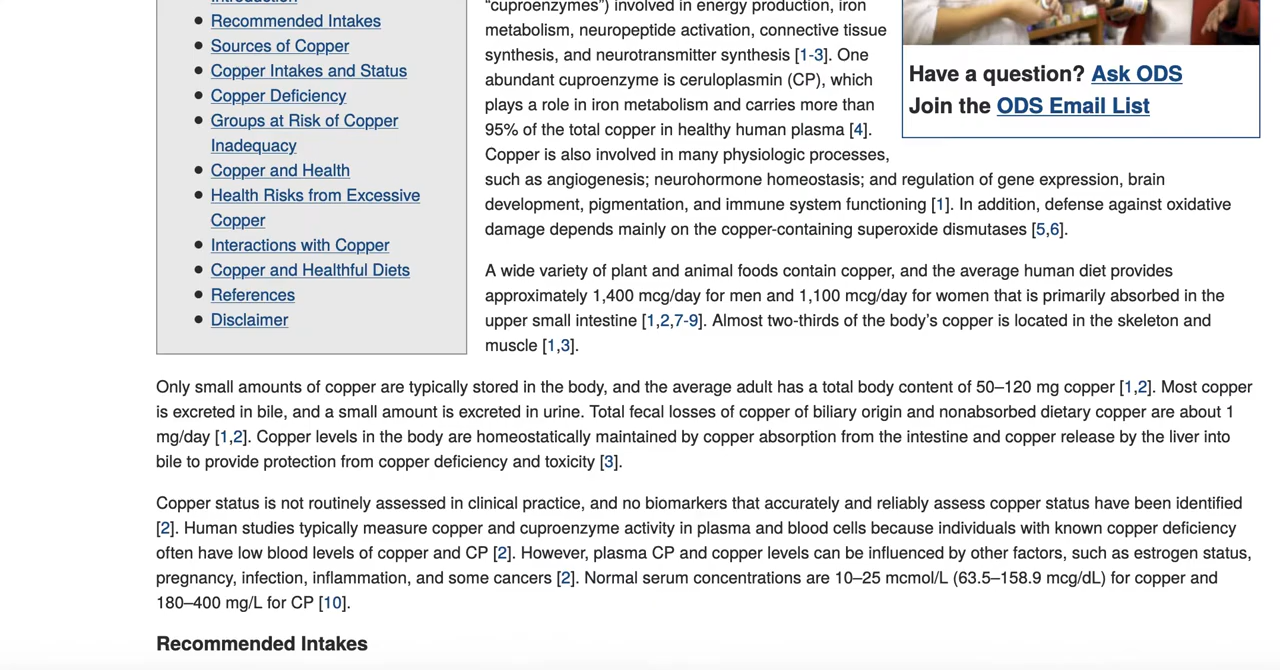 Introduction
Recommended Intakes
Sources of Copper
Copper Intakes and Status
Copper Deficiency
Groups at Risk of Copper
Inadequacy
Copper and Health
Health Risks from Excessive
Copper
Interactions with Copper
Copper and Healthful Diets
References
Disclaimer
“cuproenzymes”) involved in energy production, iron
metabolism, neuropeptide activation, connective tissue
synthesis, and neurotransmitter synthesis [1-3]. One
abundant cuproenzyme is ceruloplasmin (CP), which
plays a role in iron metabolism and carries more than
95% of the total copper in healthy human plasma [4].
Copper is also involved in many physiologic processes,
such as angiogenesis; neurohormone homeostasis; and regulation of gene expression, brain
development, pigmentation, and immune system functioning [1]. In addition, defense against oxidative
damage depends mainly on the copper-containing superoxide dismutases [5,6].
Have a question? Ask ODS
Join the ODS Email List
A wide variety of plant and animal foods contain copper, and the average human diet provides
approximately 1,400 mcg/day for men and 1,100 mcg/day for women that is primarily absorbed in the
upper small intestine [1,2,7-9]. Almost two-thirds of the body’s copper is located in the skeleton and
muscle [1,3].
Only small amounts of copper are typically stored in the body, and the average adult has a total body content of 50–120 mg copper [1,2]. Most copper
is excreted in bile, and a small amount is excreted in urine. Total fecal losses of copper of biliary origin and nonabsorbed dietary copper are about 1
mg/day [1,2]. Copper levels in the body are homeostatically maintained by copper absorption from the intestine and copper release by the liver into
bile to provide protection from copper deficiency and toxicity [3].
Copper status is not routinely assessed in clinical practice, and no biomarkers that accurately and reliably assess copper status have been identified
[2]. Human studies typically measure copper and cuproenzyme activity in plasma and blood cells because individuals with known copper deficiency
often have low blood levels of copper and CP [2]. However, plasma CP and copper levels can be influenced by other factors, such as estrogen status,
pregnancy, infection, inflammation, and some cancers [2]. Normal serum concentrations are 10–25 mcmol/L (63.5–158.9 mcg/dL) for copper and
180–400 mg/L for CP [10].
Recommended Intakes